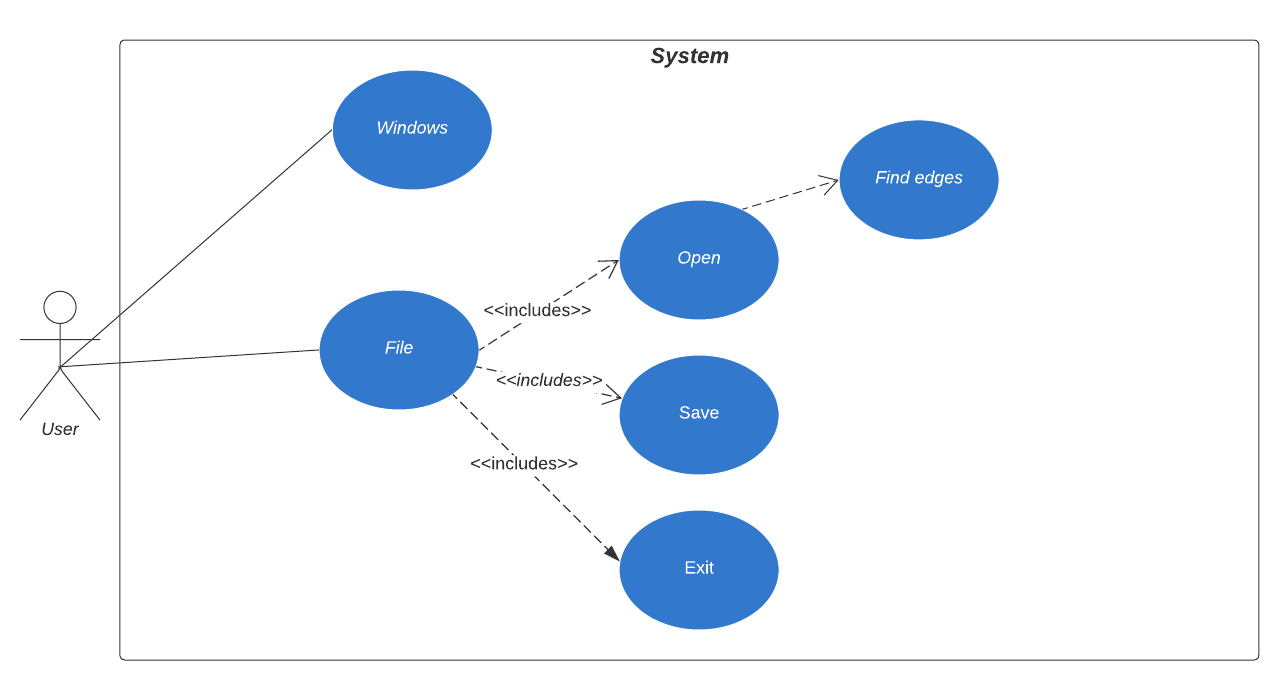 System
Windows
Find edges
Open
<<includes>>
File
<<includes>>
Save
User
<<includes>>
Exit